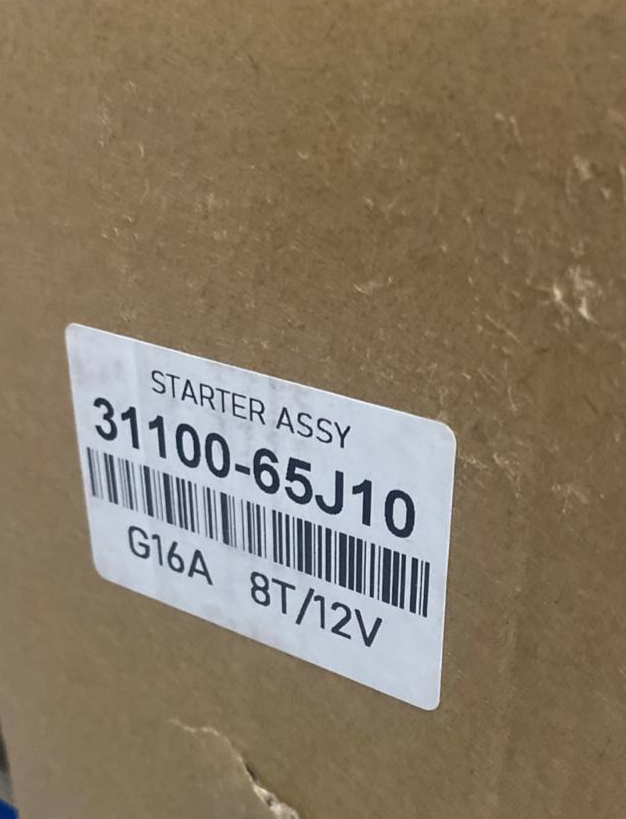 STARTER ASSY
31100-65J10
G16A 8T/12V